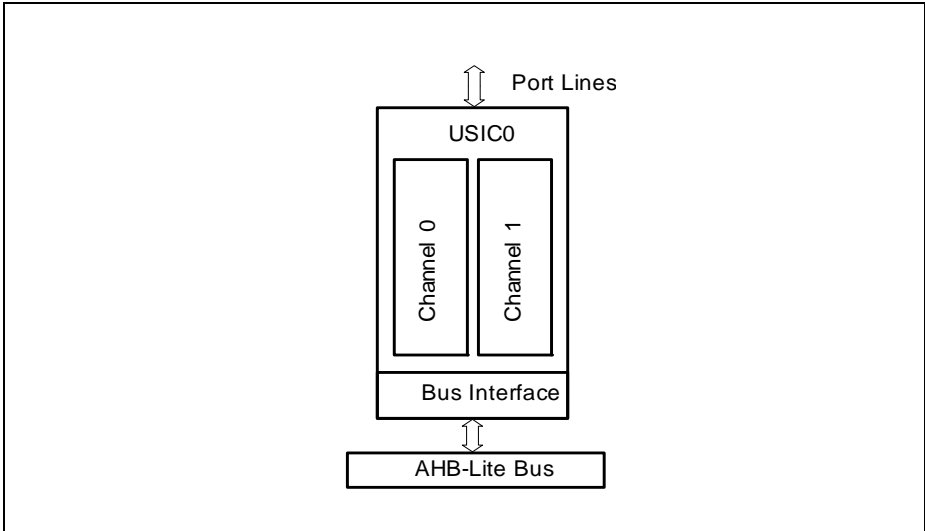 Port Lines
USIC0
Channel 0
Channel 1
Bus Interface
AHB-Lite Bus